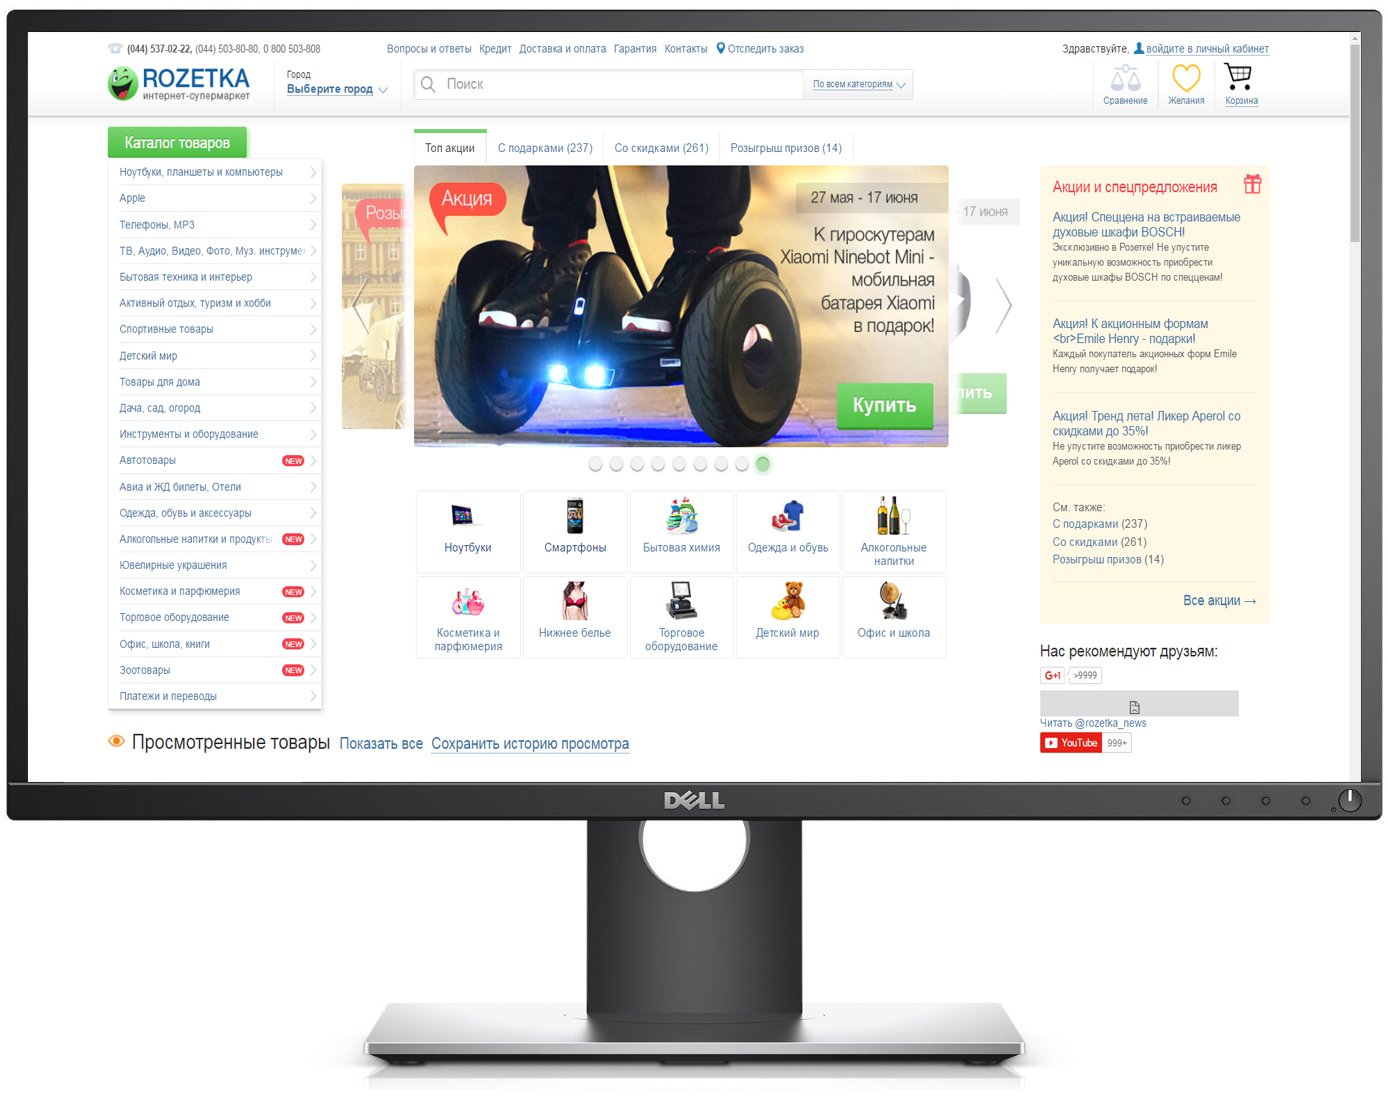 (044) 537-02-22, (044) 503-80-80, 0 800 503-808
Вопросы и ответы Кредит Доставка и оплата Гарантия Контакты Отследить заказ
Здравствуйте, войдите в личный кабинет
ROZETKA
интернет-супермаркет
Город
Выберите город
Поиск
По всем категориям
Сравнение
Желания
Корзина
Каталог товаров
Ноутбуки, планшеты и компьютеры
Apple
Телефоны, MP3
ТВ, Аудио, Видео, Фото, Муз. инструмен
Бытовая техника и интерьер
Активный отдых, туризм и хобби
Спортивные товары
Детский мир
Товары для дома
Дача, сад, огород
Инструменты и оборудование
Автотовары NEW
Авиа и ЖД билеты, Отели
Одежда, обувь и аксессуары
Алкогольные напитки и продукты NEW
Ювелирные украшения
Косметика и парфюмерия NEW
Торговое оборудование NEW
Офис, школа, книги NEW
Зоотовары NEW
Платежи и переводы
Топ акции
С подарками (237)
Со скидками (261)
Розыгрыш призов (14)
Розы
Акция
27 мая - 17 июня
К гироскутерам
Xiaomi Ninebot Mini -
мобильная
батарея Xiaomi
в подарок!
Купить
- 17 июня
пить
Ноутбуки
Смартфоны
Бытовая химия
Одежда и обувь
Алкогольные
напитки
Косметика и
парфюмерия
Нижнее белье
Торговое
оборудование
Детский мир
Офис и школа
Акции и спецпредложения
Акция! Спеццена на встраиваемые
духовые шкафи BOSCH!
Эксклюзивно в Розетке! Не упустите
уникальную возможность приобрести
духовые шкафы BOSCH по спецценам!
Акция! К акционным формам
<br>Emile Henry - подарки!
Каждый покупатель акционных форм Emile
Henry получает подарок!
Акция! Тренд лета! Ликер Aperol со
скидками до 35%!
Не упустите возможность приобрести ликер
Aperol со скидками до 35%!
См. также:
С подарками (237)
Со скидками (261)
Розыгрыш призов (14)
Все акции →
Нас рекомендуют друзьям:
G+1 >9999
Читать @rozetka_news
YouTube 999+
Просмотренные товары Показать все Сохранить историю просмотра
DELL